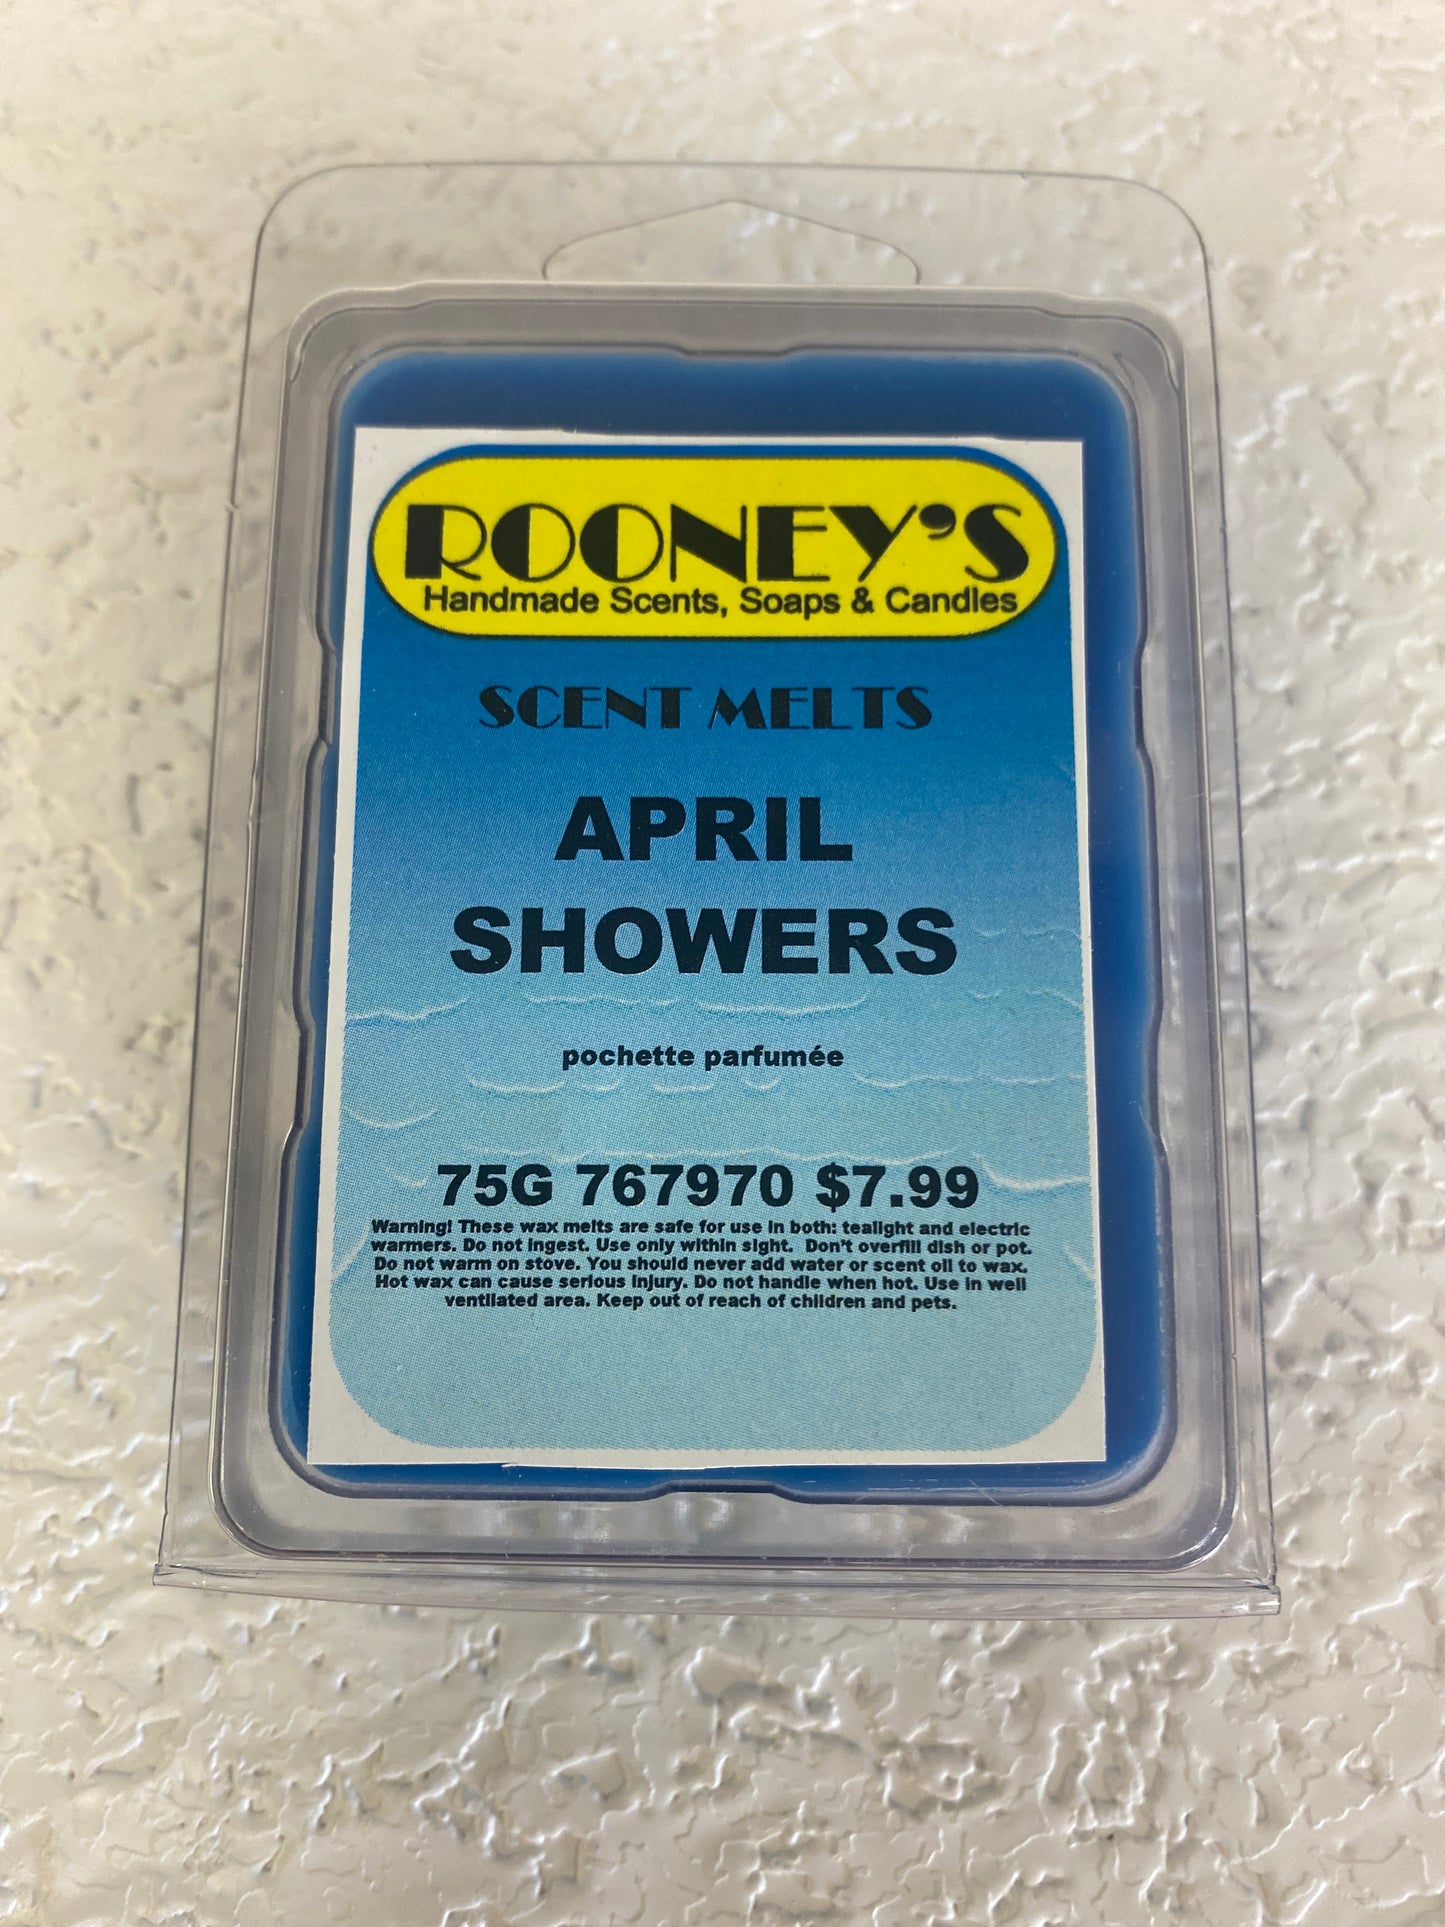 ROONEY'S
Handmade Scents, Soaps & Candles
SCENT MELTS
APRIL
SHOWERS
pochette parfumée
75G 767970 $7.99
Warning! These wax melts are safe for use in both: tealight and electric
warmers. Do not ingest. Use only within sight. Don't overfill dish or pot.
Do not warm on stove. You should never add water or scent oil to wax.
Hot wax can cause serious injury. Do not handle when hot. Use in well
ventilated area. Keep out of reach of children and pets.